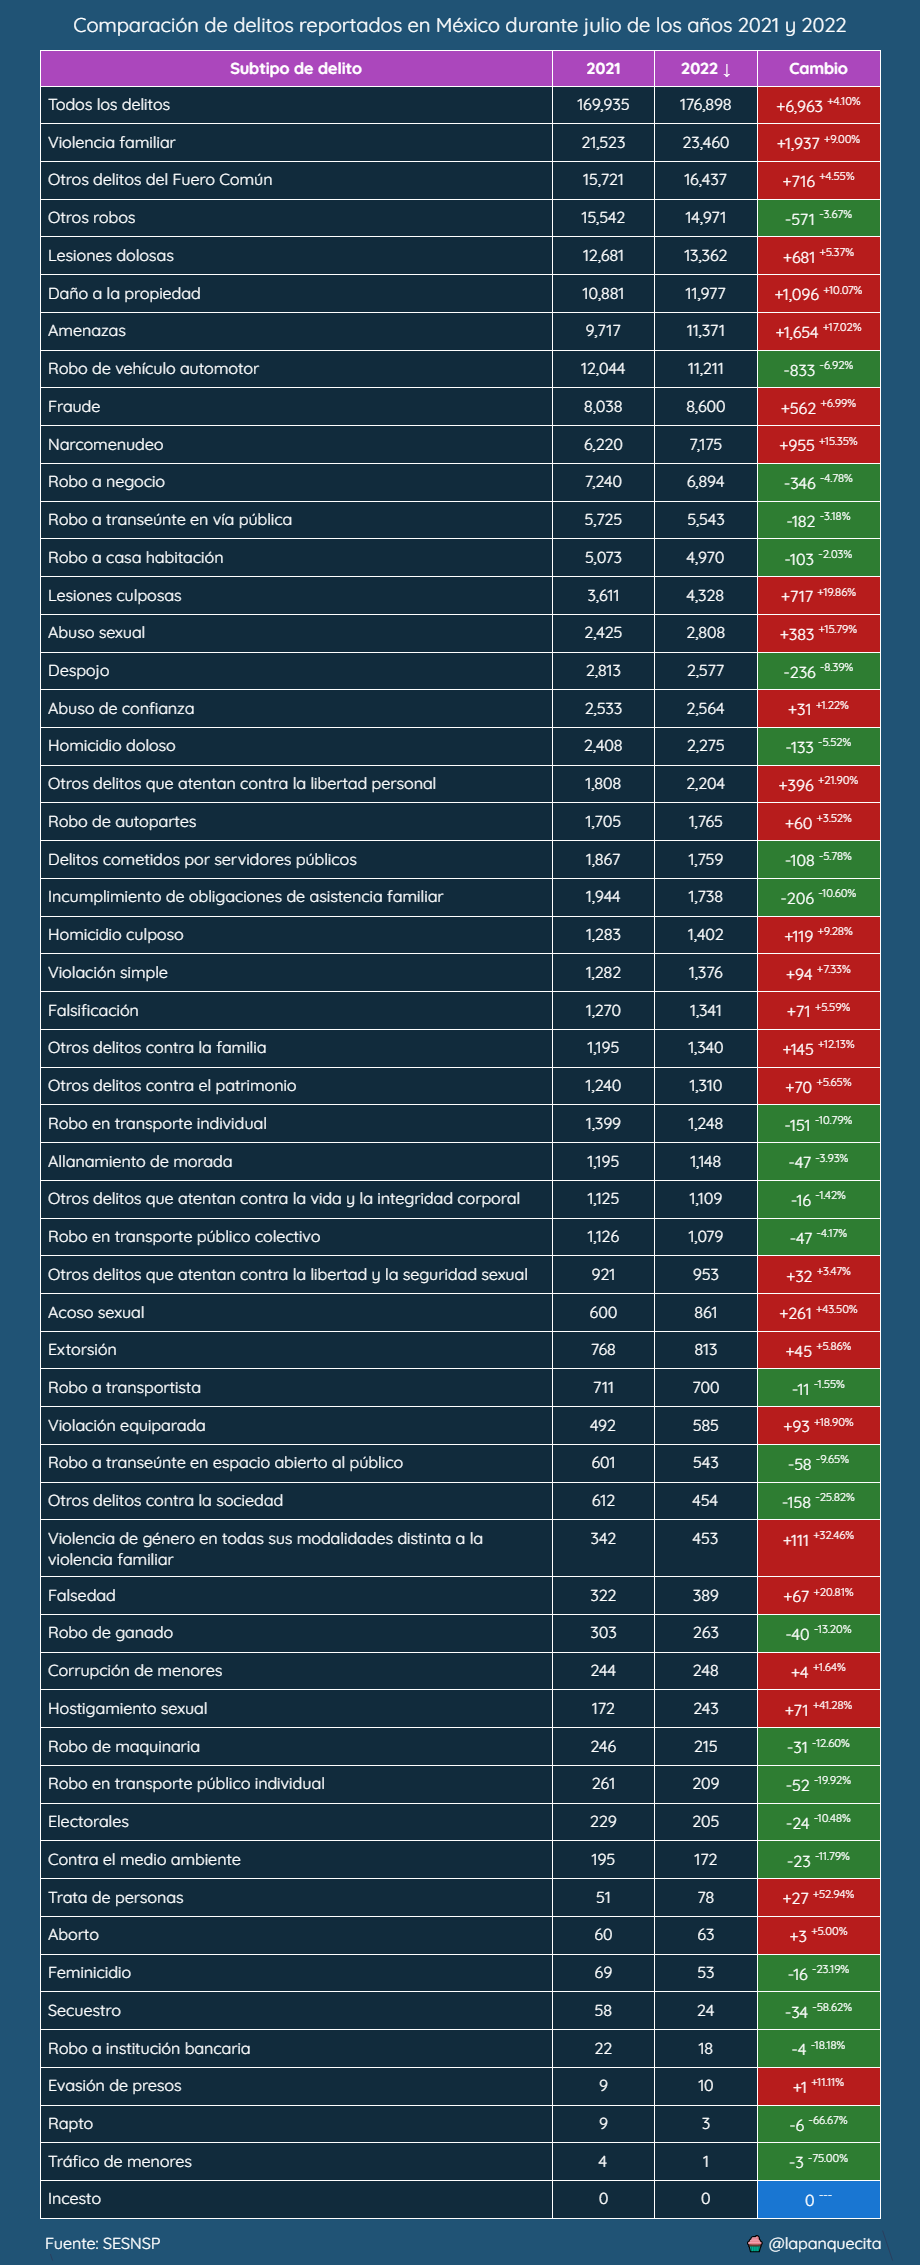 Comparación de delitos reportados en México durante julio de los años 2021 y 2022
Subtipo de delito 2021 2022 ↓ Cambio
Todos los delitos 169,935 176,898 +6,963 +4.10%
Violencia familiar 21,523 23,460 +1,937 +9.00%
Otros delitos del Fuero Común 15,721 16,437 +716 +4.55%
Otros robos 15,542 14,971 -571 -3.67%
Lesiones dolosas 12,681 13,362 +681 +5.37%
Daño a la propiedad 10,881 11,977 +1,096 +10.07%
Amenazas 9,717 11,371 +1,654 +17.02%
Robo de vehículo automotor 12,044 11,211 -833 -6.92%
Fraude 8,038 8,600 +562 +6.99%
Narcomenudeo 6,220 7,175 +955 +15.35%
Robo a negocio 7,240 6,894 -346 -4.78%
Robo a transeúnte en vía pública 5,725 5,543 -182 -3.18%
Robo a casa habitación 5,073 4,970 -103 -2.03%
Lesiones culposas 3,611 4,328 +717 +19.86%
Abuso sexual 2,425 2,808 +383 +15.79%
Despojo 2,813 2,577 -236 -8.39%
Abuso de confianza 2,533 2,564 +31 +1.22%
Homicidio doloso 2,408 2,275 -133 -5.52%
Otros delitos que atentan contra la libertad personal 1,808 2,204 +396 +21.90%
Robo de autopartes 1,705 1,765 +60 +3.52%
Delitos cometidos por servidores públicos 1,867 1,759 -108 -5.78%
Incumplimiento de obligaciones de asistencia familiar 1,944 1,738 -206 -10.60%
Homicidio culposo 1,283 1,402 +119 +9.28%
Violación simple 1,282 1,376 +94 +7.33%
Falsificación 1,270 1,341 +71 +5.59%
Otros delitos contra la familia 1,195 1,340 +145 +12.13%
Otros delitos contra el patrimonio 1,240 1,310 +70 +5.65%
Robo en transporte individual 1,399 1,248 -151 -10.79%
Allanamiento de morada 1,195 1,148 -47 -3.93%
Otros delitos que atentan contra la vida y la integridad corporal 1,125 1,109 -16 -1.42%
Robo en transporte público colectivo 1,126 1,079 -47 -4.17%
Otros delitos que atentan contra la libertad y la seguridad sexual 921 953 +32 +3.47%
Acoso sexual 600 861 +261 +43.50%
Extorsión 768 813 +45 +5.86%
Robo a transportista 711 700 -11 -1.55%
Violación equiparada 492 585 +93 +18.90%
Robo a transeúnte en espacio abierto al público 601 543 -58 -9.65%
Otros delitos contra la sociedad 612 454 -158 -25.82%
Violencia de género en todas sus modalidades distinta a la 342 453 +111 +32.46%
violencia familiar
Falsedad 322 389 +67 +20.81%
Robo de ganado 303 263 -40 -13.20%
Corrupción de menores 244 248 +4 +1.64%
Hostigamiento sexual 172 243 +71 +41.28%
Robo de maquinaria 246 215 -31 -12.60%
Robo en transporte público individual 261 209 -52 -19.92%
Electorales 229 205 -24 -10.48%
Contra el medio ambiente 195 172 -23 -11.79%
Trata de personas 51 78 +27 +52.94%
Aborto 60 63 +3 +5.00%
Feminicidio 69 53 -16 -23.19%
Secuestro 58 24 -34 -58.62%
Robo a institución bancaria 22 18 -4 -18.18%
Evasión de presos 9 10 +1 +11.11%
Rapto 9 3 -6 -66.67%
Tráfico de menores 4 1 -3 -75.00%
Incesto 0 0 0 ---
Fuente: SESNSP @lapanquecita